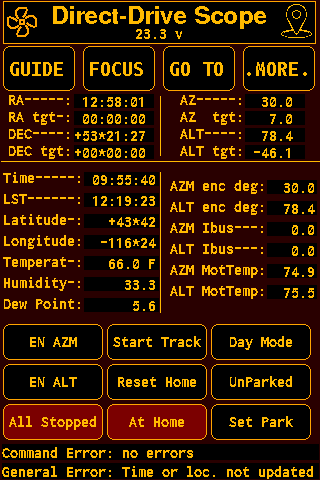 Direct-Drive Scope
23.3 v
GUIDE FOCUS GO TO .MORE.
RA------: 12:58:01 AZ-----: 30.0
RA tgt-: 00:00:00 AZ tgt: 7.0
DEC----: +53*21:27 ALT----: 78.4
DEC tgt: +00*00:00 ALT tgt: -46.1
Time------: 09:55:40
LST------: 12:19:23
Latitude-: +43*42
Longitude: -116*24
Temperat-: 66.0 F
Humidity-: 33.3
Dew Point: 5.6
AZM enc deg: 30.0
ALT enc deg: 78.4
AZM Ibus---: 0.0
ALT Ibus---: 0.0
AZM MotTemp: 74.9
ALT MotTemp: 75.5
EN AZM Start Track Day Mode
EN ALT Reset Home UnParked
All Stopped At Home Set Park
Command Error: no errors
General Error: Time or loc. not updated